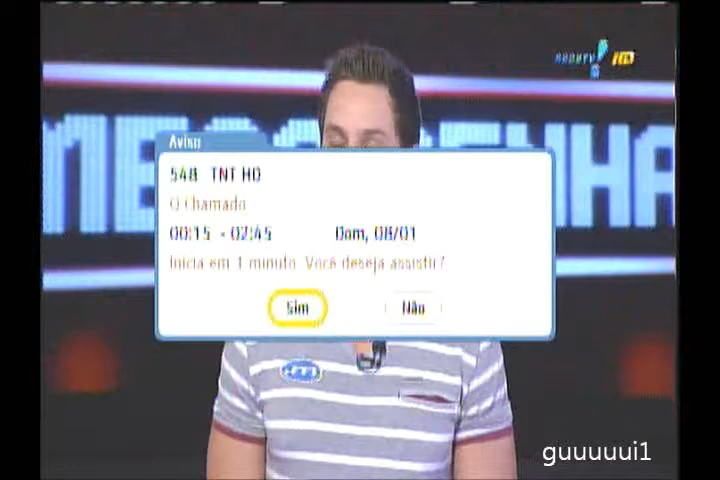 HD
Aviso
548 TNT HD
O Chamado
00:15 - 02:45 Dom, 08/01
Inicia em 1 minuto. Você deseja assistir?
Sim Não
guuuuui1